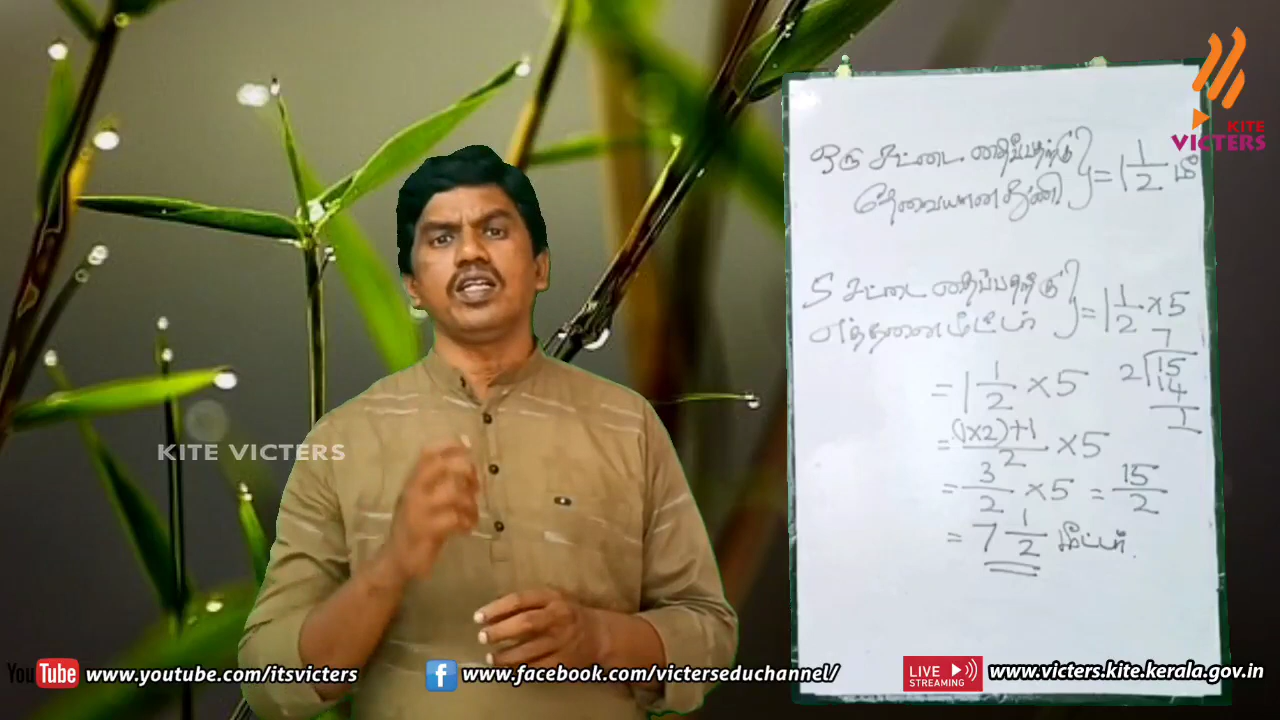 ஒரு சட்டை தைப்பதற்கு
தேவையான துணி } = 1 1/2 மீ
5 சட்டை தைப்பதற்கு
எத்தனை மீட்டர் } = 1 1/2 × 5
= 1 1/2 × 5
= (1×2)+1/2 × 5
= 3/2 × 5 = 15/2
= 7 1/2 மீட்டர்.
7
2 15
14
1
KITE
VICTERS
KITE VICTERS
YouTube www.youtube.com/itsvicters
f www.facebook.com/victerseduchannel/
LIVE STREAMING www.victers.kite.kerala.gov.in